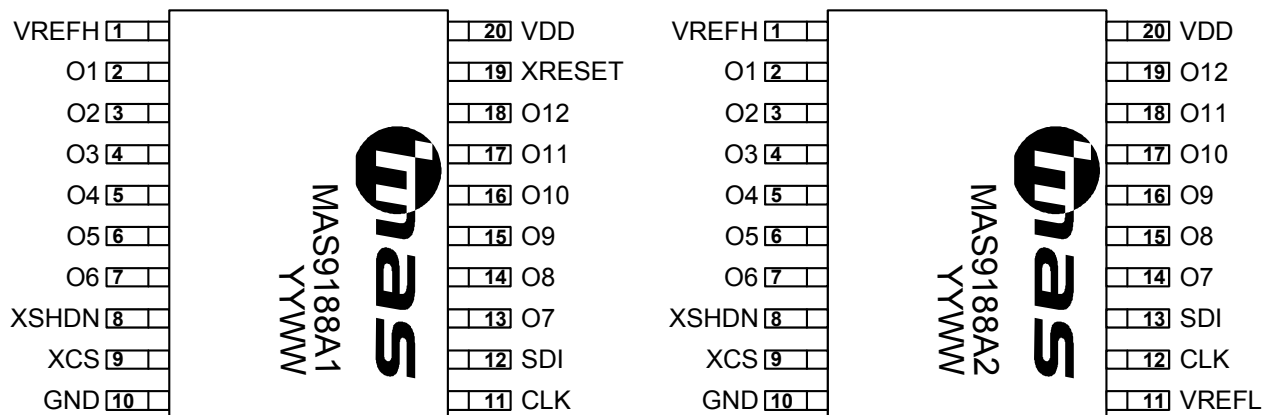 VREFH 1 20 VDD
O1 2 19 XRESET
O2 3 18 O12
O3 4 17 O11
O4 5 16 O10
O5 6 15 O9
O6 7 14 O8
XSHDN 8 13 O7
XCS 9 12 SDI
GND 10 11 CLK
mas
MAS9188A1
YYWW
VREFH 1 20 VDD
O1 2 19 O12
O2 3 18 O11
O3 4 17 O10
O4 5 16 O9
O5 6 15 O8
O6 7 14 O7
XSHDN 8 13 SDI
XCS 9 12 CLK
GND 10 11 VREFL
mas
MAS9188A2
YYWW